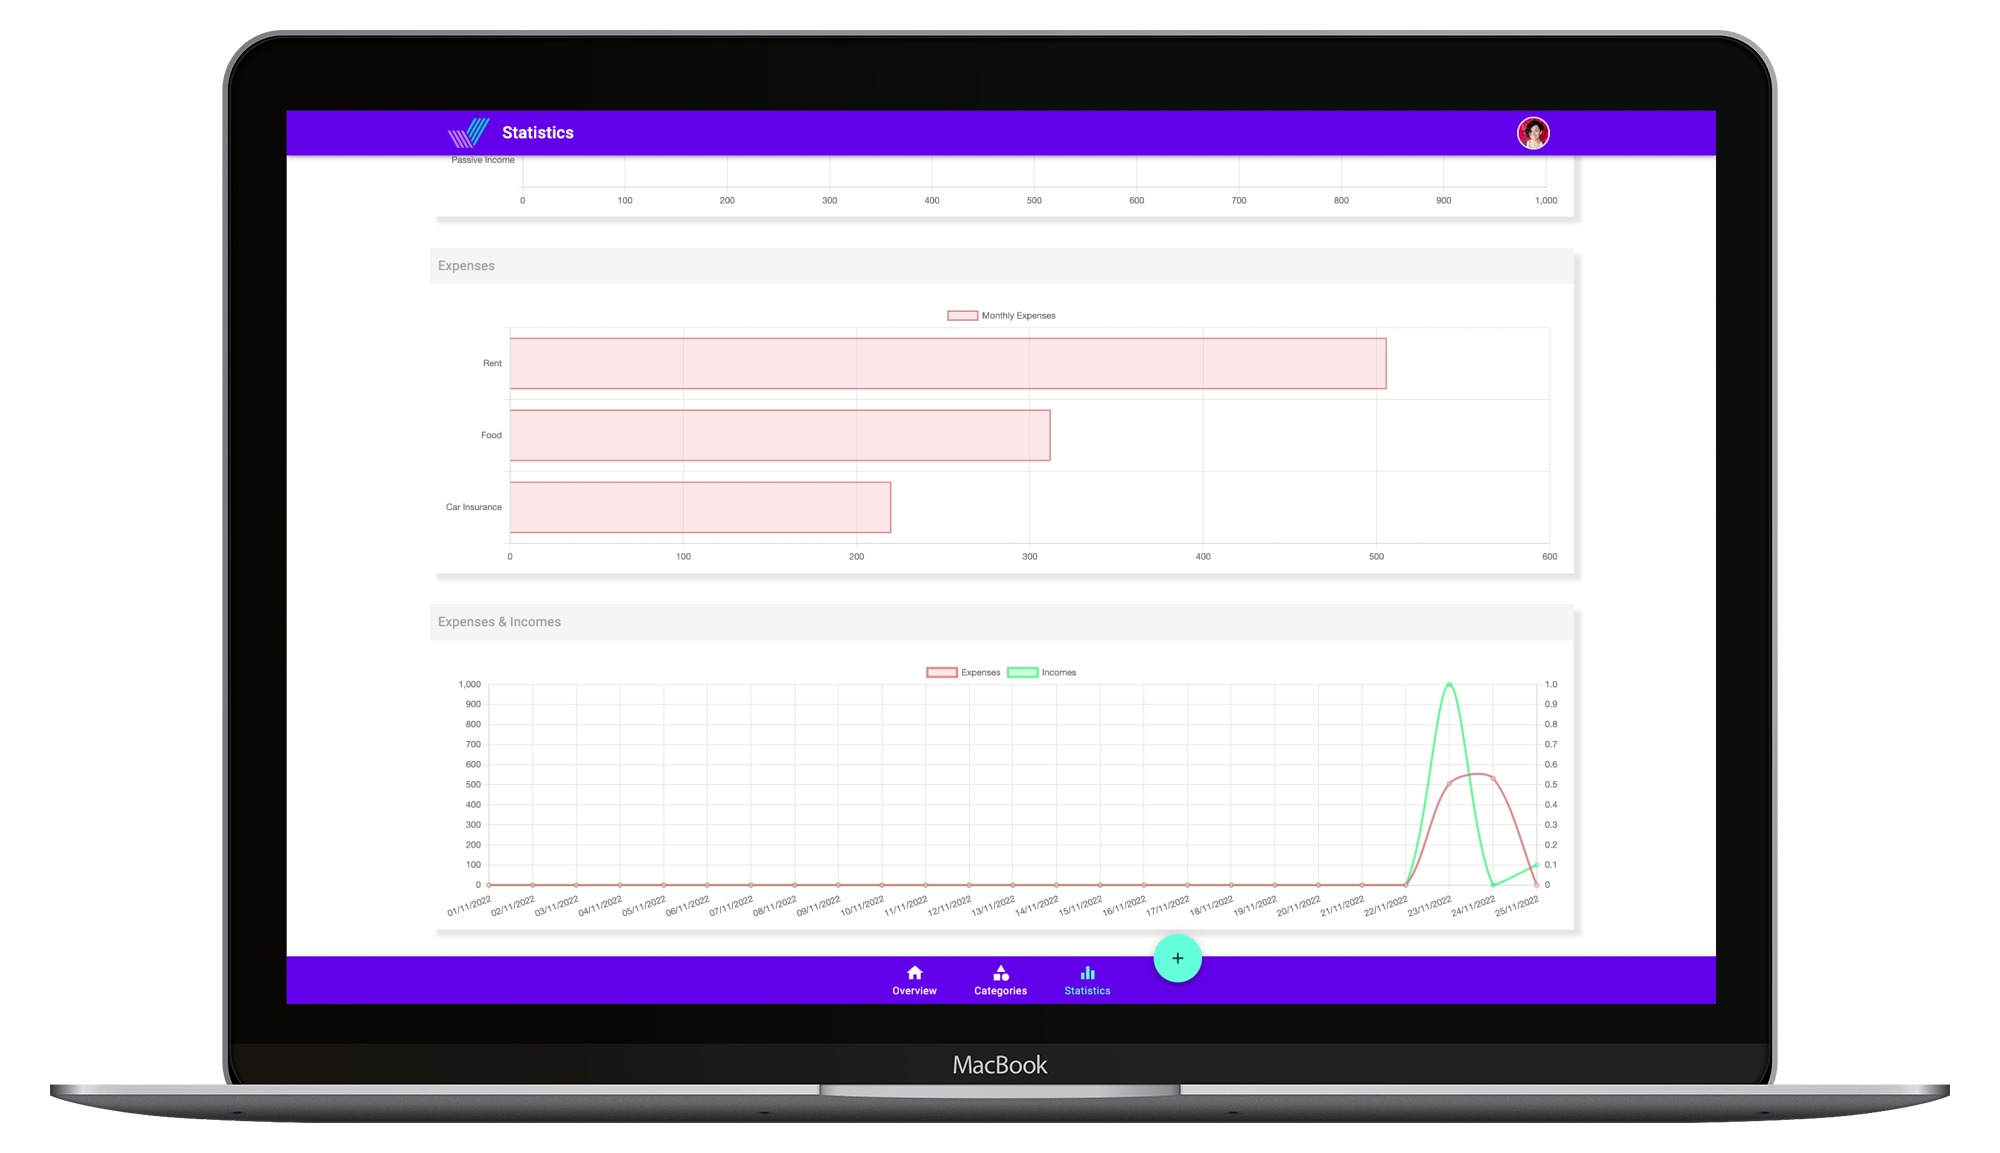 Statistics
Passive Income
0 100 200 300 400 500 600 700 800 900 1,000
Expenses
Monthly Expenses
Rent
Food
Car Insurance
0 100 200 300 400 500 600
Expenses & Incomes
Expenses Incomes
1,000 1.0
900 0.9
800 0.8
700 0.7
600 0.6
500 0.5
400 0.4
300 0.3
200 0.2
100 0.1
0 0
01/11/2022 02/11/2022 03/11/2022 04/11/2022 05/11/2022 06/11/2022 07/11/2022 08/11/2022 09/11/2022 10/11/2022 11/11/2022 12/11/2022 13/11/2022 14/11/2022 15/11/2022 16/11/2022 17/11/2022 18/11/2022 19/11/2022 20/11/2022 21/11/2022 22/11/2022 23/11/2022 24/11/2022 25/11/2022
+
Overview Categories Statistics
MacBook